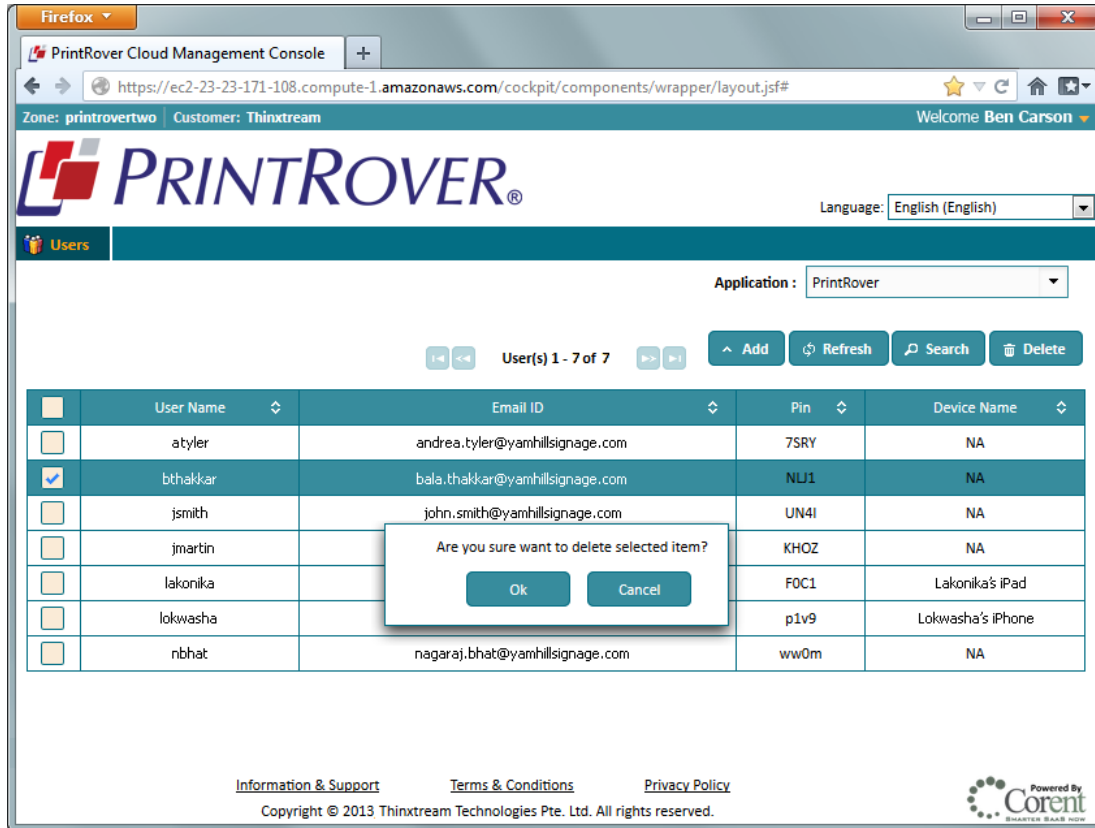 Firefox
PrintRover Cloud Management Console
https://ec2-23-23-171-108.compute-1.amazonaws.com/cockpit/components/wrapper/layout.jsf#
Zone: printrovertwo Customer: Thinxtream Welcome Ben Carson
PRINTROVER®
Language: English (English)
Users
Application : PrintRover
User(s) 1 - 7 of 7 Add Refresh Search Delete
User Name Email ID Pin Device Name
atyler andrea.tyler@yamhillsignage.com 7SRY NA
bthakkar bala.thakkar@yamhillsignage.com NLJ1 NA
jsmith john.smith@yamhillsignage.com UN4I NA
jmartin KHOZ NA
lakonika F0C1 Lakonika's iPad
lokwasha p1v9 Lokwasha's iPhone
nbhat nagaraj.bhat@yamhillsignage.com ww0m NA
Are you sure want to delete selected item?
Ok Cancel
Information & Support Terms & Conditions Privacy Policy
Copyright © 2013 Thinxtream Technologies Pte. Ltd. All rights reserved.
Powered By
Corent
SMARTER SAAS NOW